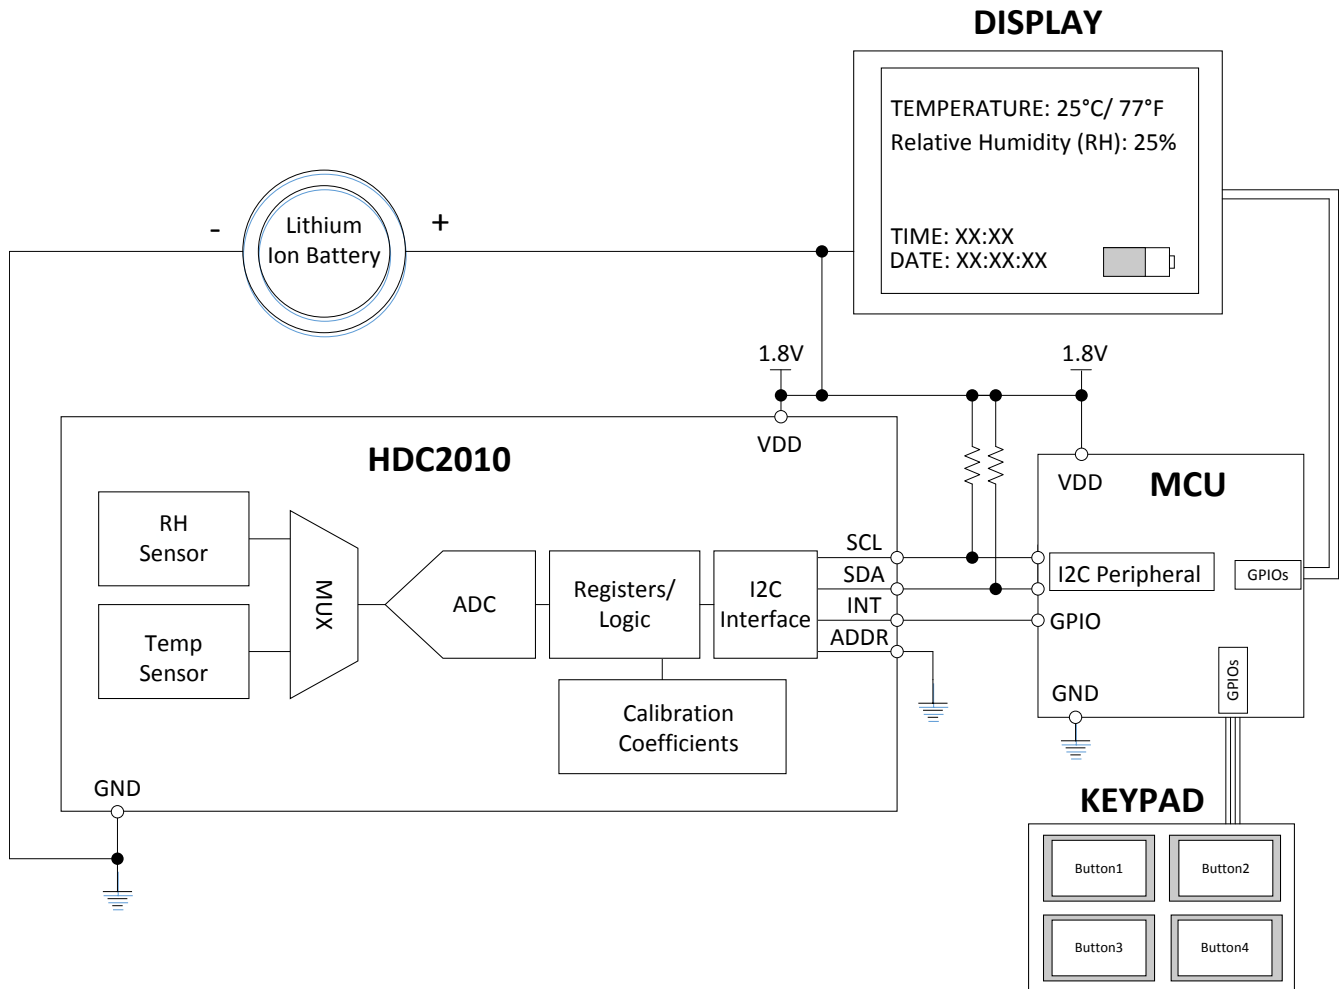 DISPLAY
TEMPERATURE: 25°C/ 77°F
Relative Humidity (RH): 25%
TIME: XX:XX
DATE: XX:XX:XX
-
Lithium
Ion Battery
+
1.8V
1.8V
VDD
HDC2010
RH
Sensor
Temp
Sensor
MUX
ADC
Registers/
Logic
I2C
Interface
Calibration
Coefficients
SCL
SDA
INT
ADDR
GND
VDD
MCU
I2C Peripheral
GPIOs
GPIO
GPIOs
GND
KEYPAD
Button1
Button2
Button3
Button4